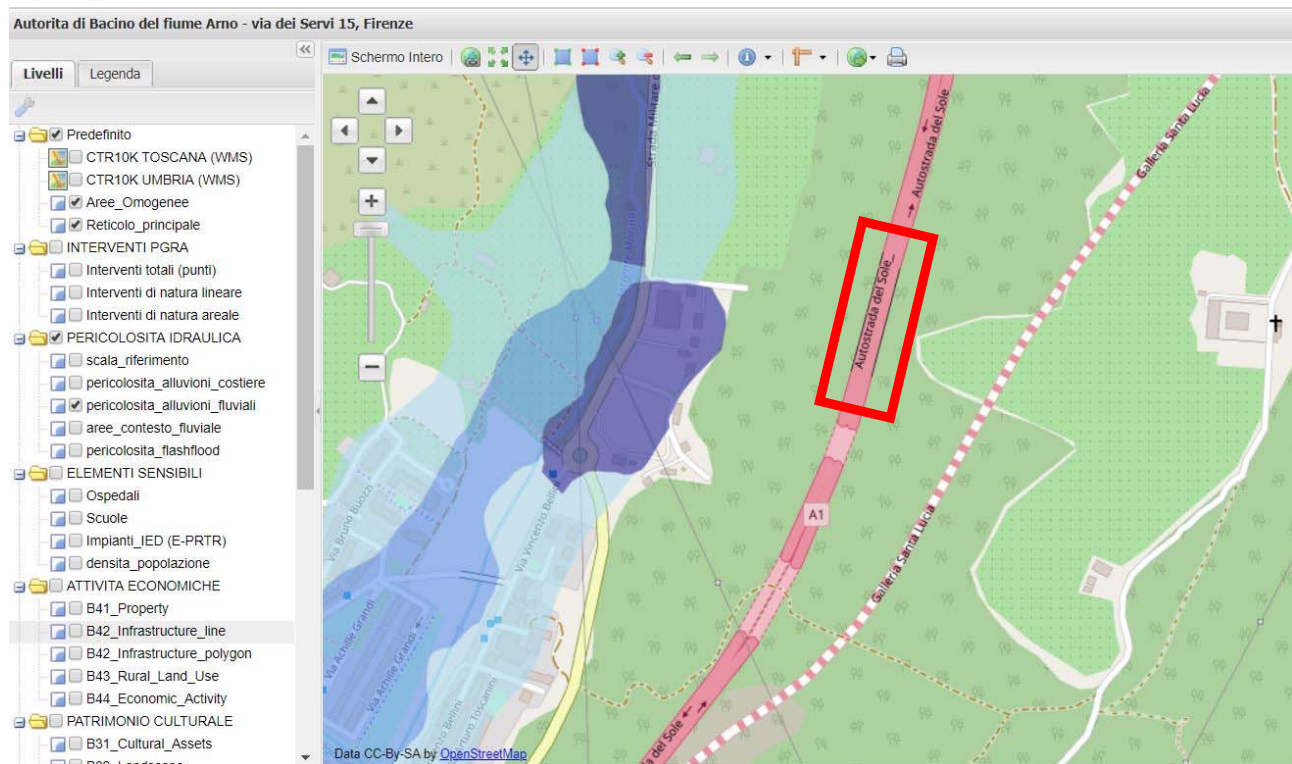 Autorita di Bacino del fiume Arno - via dei Servi 15, Firenze
Livelli
Legenda
Predefinito
CTR10K TOSCANA (WMS)
CTR10K UMBRIA (WMS)
Aree_Omogenee
Reticolo_principale
INTERVENTI PGRA
Interventi totali (punti)
Interventi di natura lineare
Interventi di natura areale
PERICOLOSITA IDRAULICA
scala_riferimento
pericolosita_alluvioni_costiere
pericolosita_alluvioni_fluviali
aree_contesto_fluviale
pericolosita_flashflood
ELEMENTI SENSIBILI
Ospedali
Scuole
Impianti_IED (E-PRTR)
densita_popolazione
ATTIVITA ECONOMICHE
B41_Property
B42_Infrastructure_line
B42_Infrastructure_polygon
B43_Rural_Land_Use
B44_Economic_Activity
PATRIMONIO CULTURALE
B31_Cultural_Assets
Schermo Intero
Strada Militare
Autostrada del Sole
Galleria Santa Lucia
Autostrada del Sole
A1
Galleria Santa Lucia
Via Bruno Buozzi
Via Vincenzo Bellini
Via Achille Grandi
Via Achille Grandi
Bellini
Toscanini
del Sole
Data CC-By-SA by OpenStreetMap